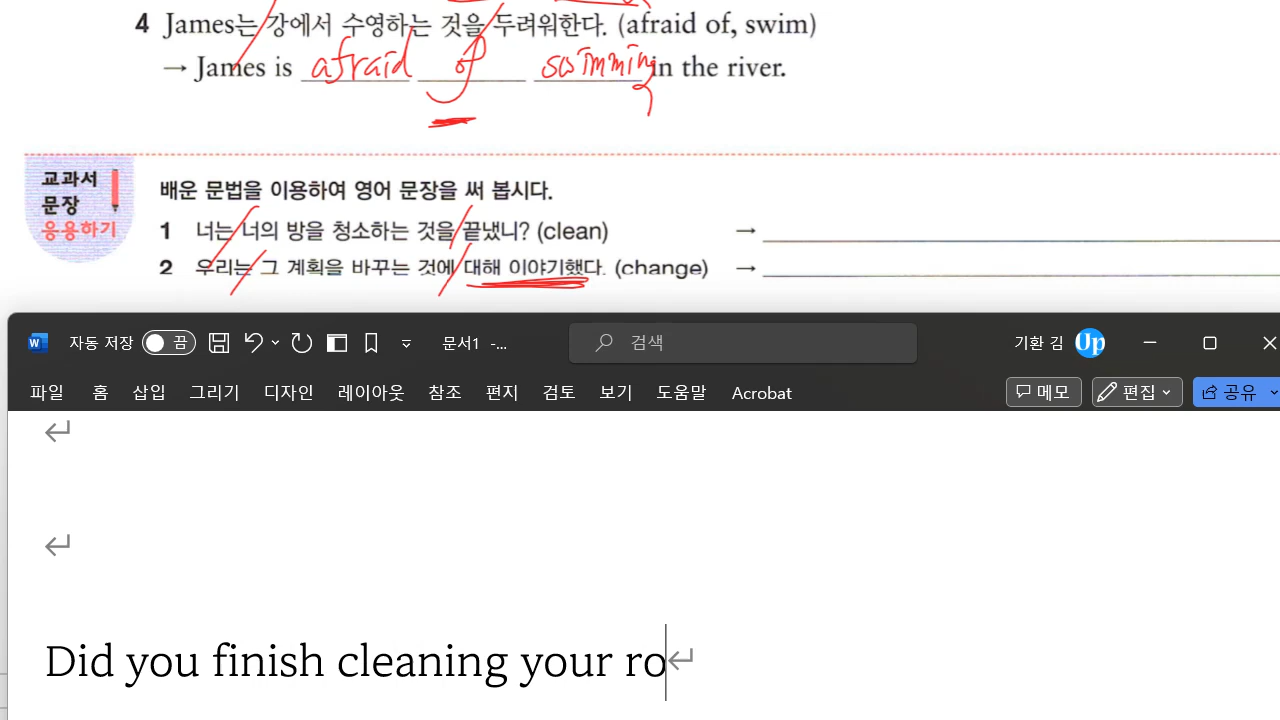 4 James는 강에서 수영하는 것을 두려워한다. (afraid of, swim)
→ James is afraid of swimming in the river.
교과서
문장
응용하기
배운 문법을 이용하여 영어 문장을 써 봅시다.
1 너는 너의 방을 청소하는 것을 끝냈니? (clean) →
2 우리는 그 계획을 바꾸는 것에 대해 이야기했다. (change) →
자동 저장 끔 문서1 -... 검색 기환 김 Up
파일 홈 삽입 그리기 디자인 레이아웃 참조 편지 검토 보기 도움말 Acrobat 메모 편집 공유
Did you finish cleaning your ro